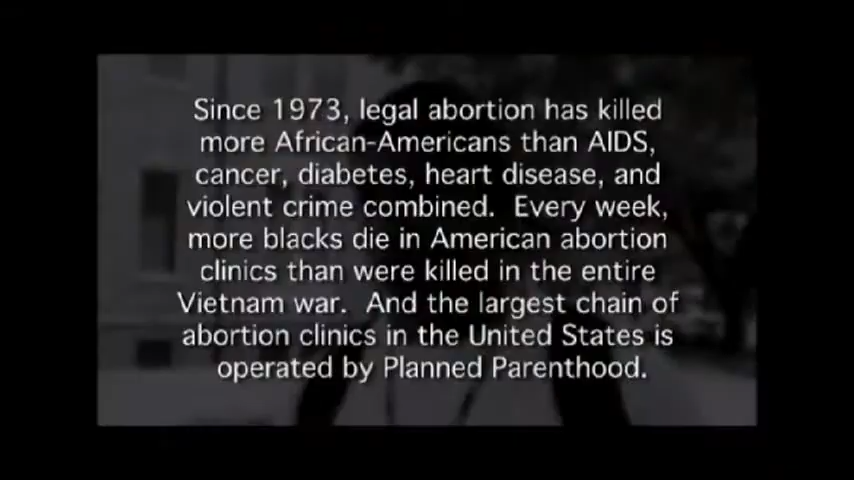 Since 1973, legal abortion has killed
more African-Americans than AIDS,
cancer, diabetes, heart disease, and
violent crime combined.  Every week,
more blacks die in American abortion
clinics than were killed in the entire
Vietnam war.  And the largest chain of
abortion clinics in the United States is
operated by Planned Parenthood.